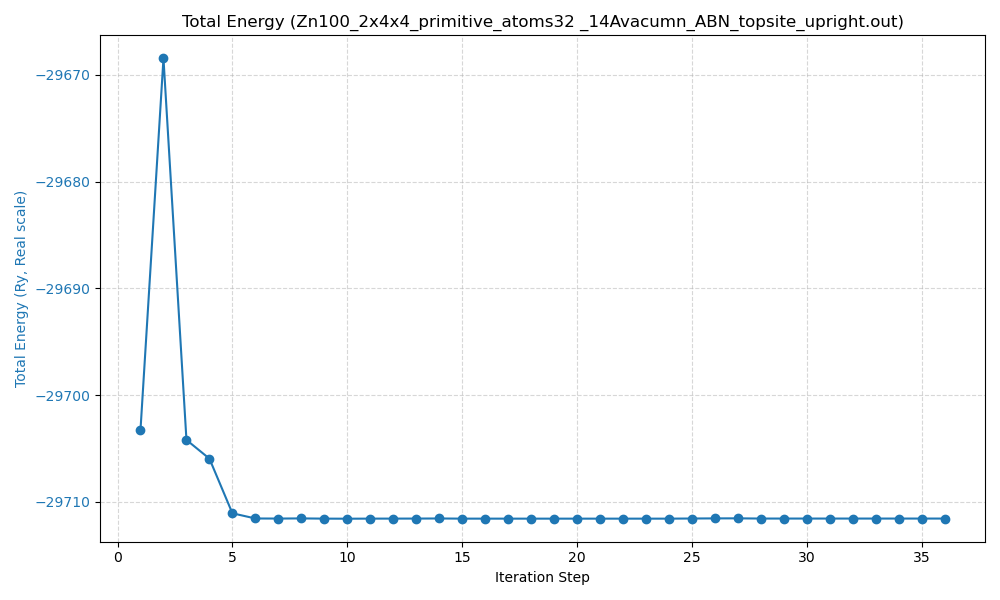 Total Energy (Zn100_2x4x4_primitive_atoms32 _14Avacumn_ABN_topsite_upright.out)
Total Energy (Ry, Real scale)
−29670
−29680
−29690
−29700
−29710
0 5 10 15 20 25 30 35
Iteration Step